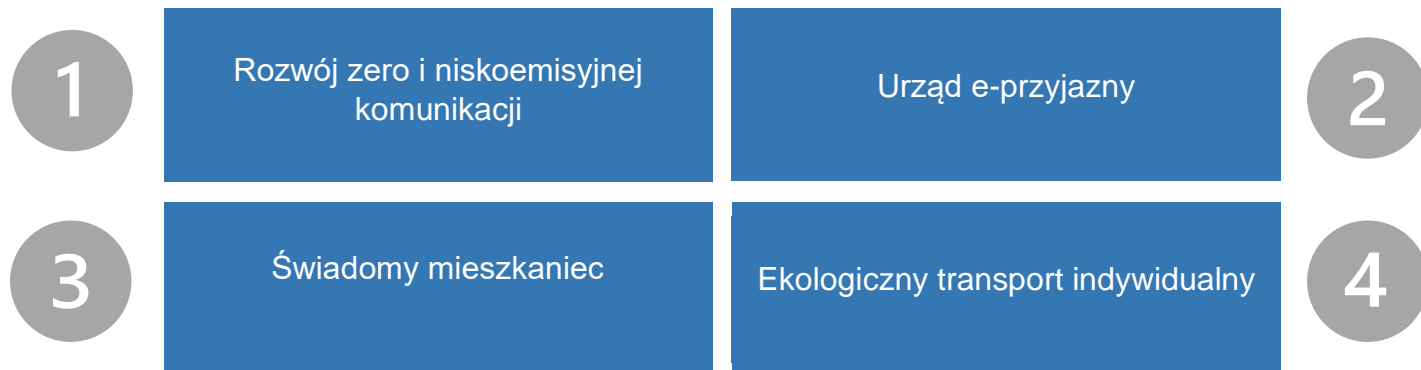 1
Rozwój zero i niskoemisyjnej
komunikacji
Urząd e-przyjazny
2
3
Świadomy mieszkaniec
Ekologiczny transport indywidualny
4